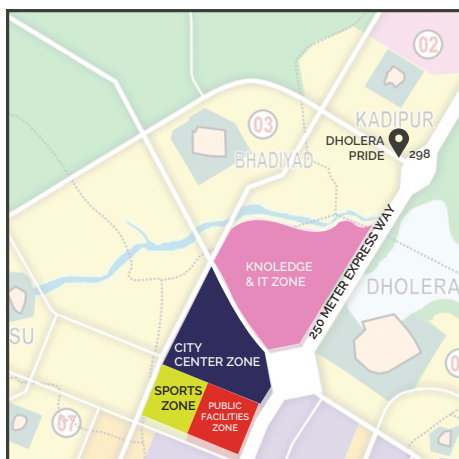 02
KADIPUR
03
DHOLERA
PRIDE
298
BHADIYAD
250 METER EXPRESS WAY
KNOLEDGE
& IT ZONE
DHOLERA
SU
CITY
CENTER ZONE
SPORTS
ZONE
PUBLIC
FACILITIES
ZONE
07